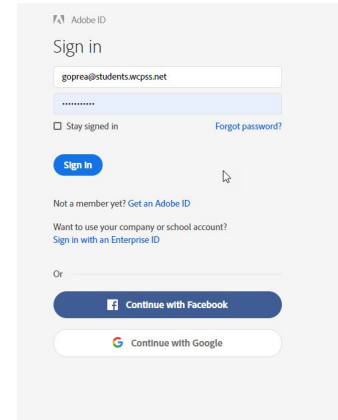 Adobe ID
Sign in
goprea@students.wcpss.net
•••••••••••
Stay signed in Forgot password?
Sign In
Not a member yet? Get an Adobe ID
Want to use your company or school account?
Sign in with an Enterprise ID
Or
Continue with Facebook
Continue with Google